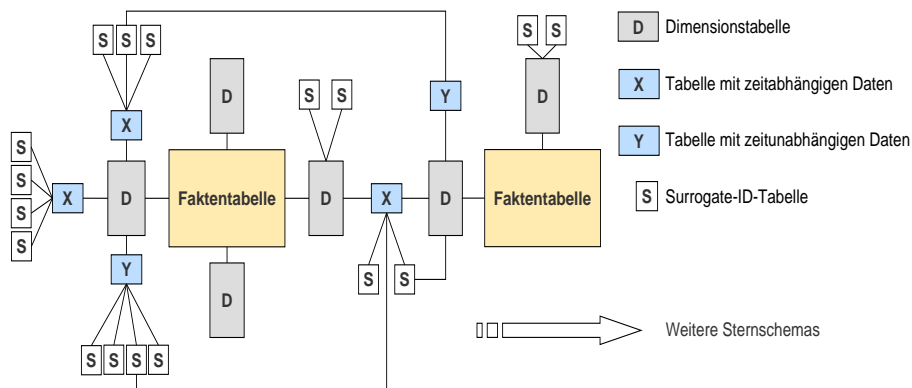 S S S
S S
D Dimensionstabelle
D
D
S S
Y
X Tabelle mit zeitabhängigen Daten
X
Y Tabelle mit zeitunabhängigen Daten
S
S
S
S
X
D
Faktentabelle
D
X
D
Faktentabelle
S Surrogate-ID-Tabelle
Y
D
S S
S S S S
Weitere Sternschemas